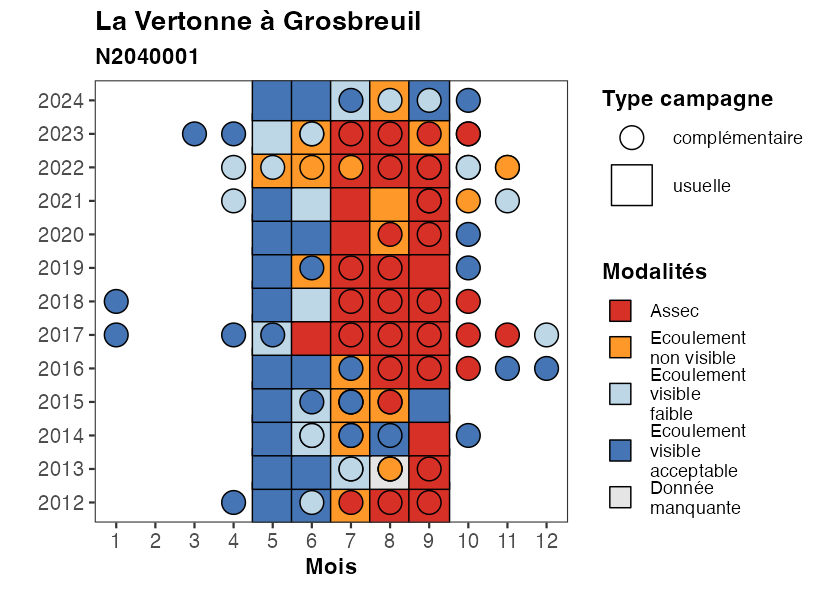 La Vertonne à Grosbreuil
N2040001
2024
2023
2022
2021
2020
2019
2018
2017
2016
2015
2014
2013
2012
1 2 3 4 5 6 7 8 9 10 11 12
Mois
Type campagne
complémentaire
usuelle
Modalités
Assec
Ecoulement
non visible
Ecoulement
visible
faible
Ecoulement
visible
acceptable
Donnée
manquante